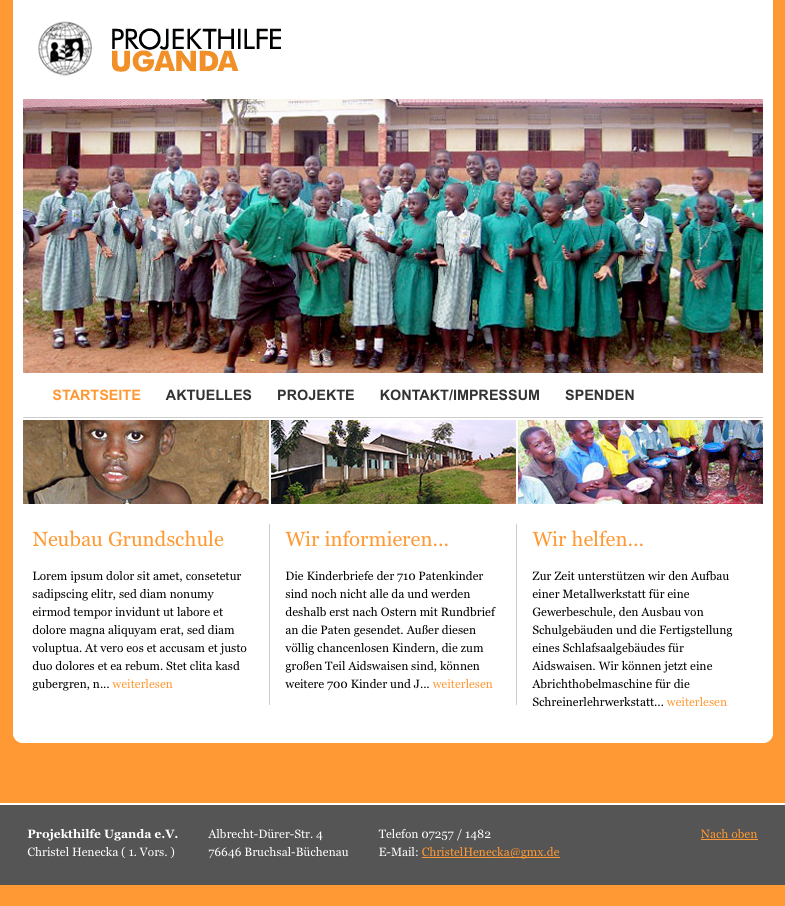 PROJEKTHILFE
UGANDA
STARTSEITE AKTUELLES PROJEKTE KONTAKT/IMPRESSUM SPENDEN
Neubau Grundschule
Lorem ipsum dolor sit amet, consetetur
sadipscing elitr, sed diam nonumy
eirmod tempor invidunt ut labore et
dolore magna aliquyam erat, sed diam
voluptua. At vero eos et accusam et justo
duo dolores et ea rebum. Stet clita kasd
gubergren, n... weiterlesen
Wir informieren...
Die Kinderbriefe der 710 Patenkinder
sind noch nicht alle da und werden
deshalb erst nach Ostern mit Rundbrief
an die Paten gesendet. Außer diesen
völlig chancenlosen Kindern, die zum
großen Teil Aidswaisen sind, können
weitere 700 Kinder und J... weiterlesen
Wir helfen...
Zur Zeit unterstützen wir den Aufbau
einer Metallwerkstatt für eine
Gewerbeschule, den Ausbau von
Schulgebäuden und die Fertigstellung
eines Schlafsaalgebäudes für
Aidswaisen. Wir können jetzt eine
Abrichthobelmaschine für die
Schreinerlehrwerkstatt... weiterlesen
Projekthilfe Uganda e.V.
Christel Henecka ( 1. Vors. )
Albrecht-Dürer-Str. 4
76646 Bruchsal-Büchenau
Telefon 07257 / 1482
E-Mail: ChristelHenecka@gmx.de
Nach oben